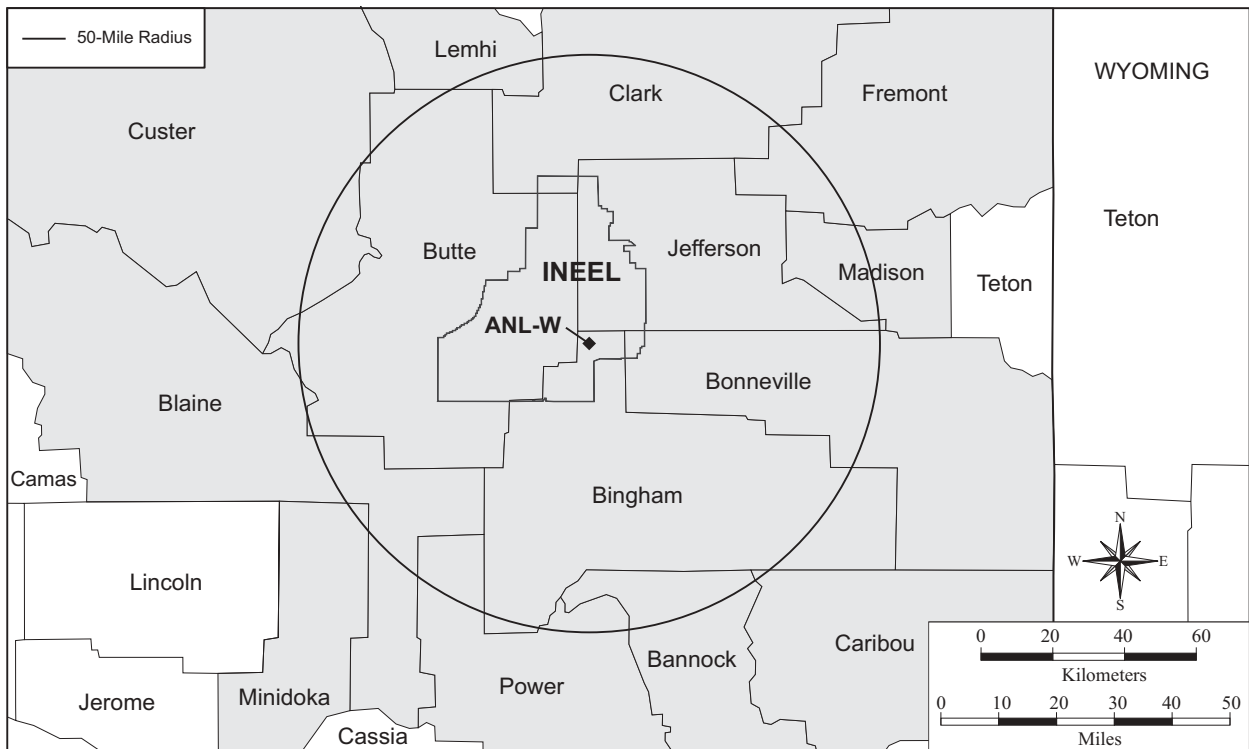 50-Mile Radius
Lemhi
WYOMING
Clark
Fremont
Custer
Teton
Butte
Jefferson
INEEL
Madison
Teton
ANL-W
Bonneville
Blaine
Camas
Bingham
N
W
E
S
Lincoln
0 20 40 60
Kilometers
Caribou
Bannock
Power
Minidoka
Jerome
0 10 20 30 40 50
Miles
Cassia